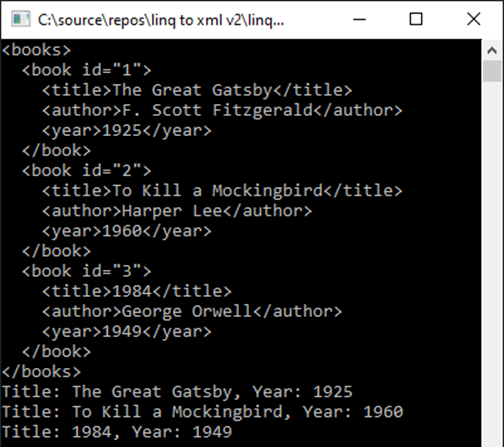 C:\source\repos\linq to xml v2\linq...
<books>
  <book id="1">
    <title>The Great Gatsby</title>
    <author>F. Scott Fitzgerald</author>
    <year>1925</year>
  </book>
  <book id="2">
    <title>To Kill a Mockingbird</title>
    <author>Harper Lee</author>
    <year>1960</year>
  </book>
  <book id="3">
    <title>1984</title>
    <author>George Orwell</author>
    <year>1949</year>
  </book>
</books>
Title: The Great Gatsby, Year: 1925
Title: To Kill a Mockingbird, Year: 1960
Title: 1984, Year: 1949